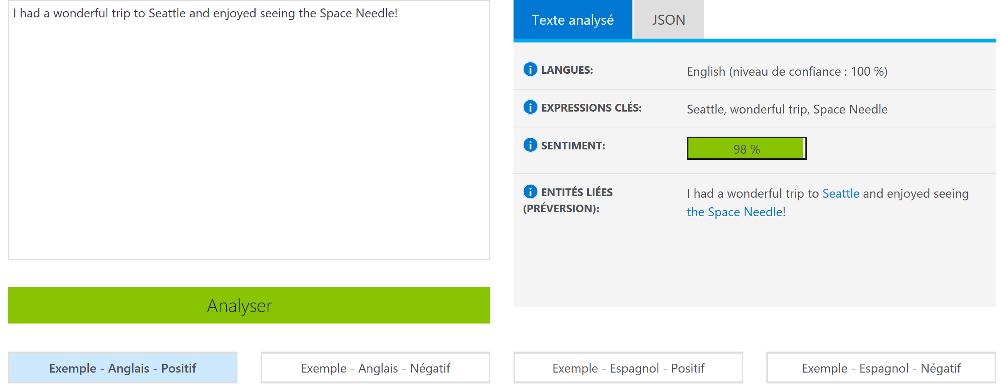 I had a wonderful trip to Seattle and enjoyed seeing the Space Needle!
Analyser
Texte analysé
JSON
LANGUES:
English (niveau de confiance : 100 %)
EXPRESSIONS CLÉS:
Seattle, wonderful trip, Space Needle
SENTIMENT:
98 %
ENTITÉS LIÉES
(PRÉVERSION):
I had a wonderful trip to Seattle and enjoyed seeing
the Space Needle!
Exemple - Anglais - Positif
Exemple - Anglais - Négatif
Exemple - Espagnol - Positif
Exemple - Espagnol - Négatif